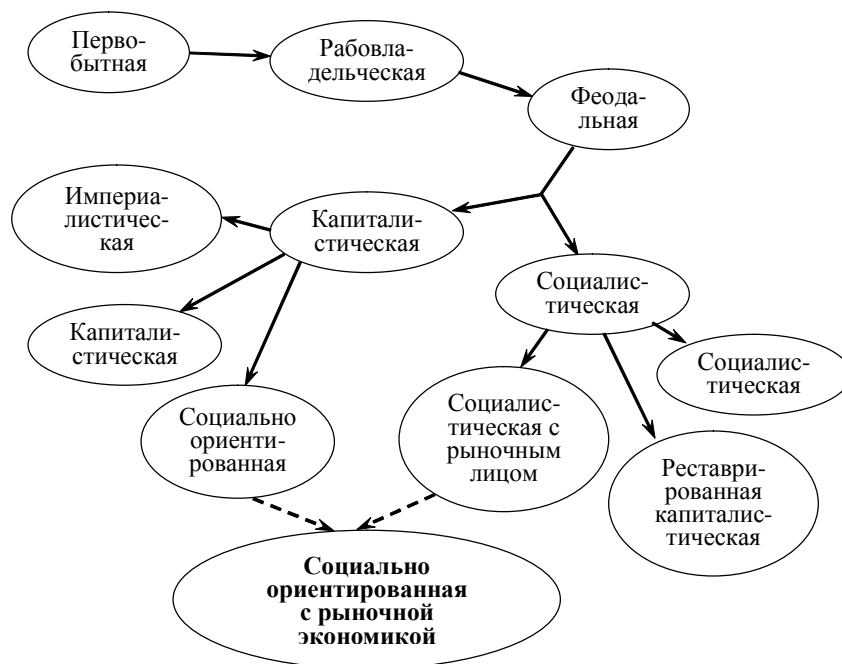 Перво-
бытная
Рабовла-
дельческая
Феода-
льная
Империа-
листичес-
кая
Капитали-
стическая
Социалис-
тическая
Капитали-
стическая
Социалис-
тическая
Социально
ориенти-
рованная
Социалис-
тическая с
рыночным
лицом
Реставри-
рованная
капиталис-
тическая
Социально
ориентированная
с рыночной
экономикой